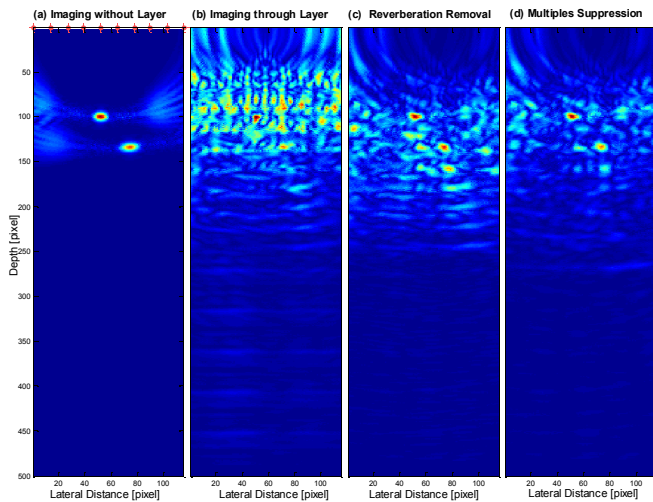 (a) Imaging without Layer
(b) Imaging through Layer
(c) Reverberation Removal
(d) Multiples Suppression
50
100
150
200
250
300
350
400
450
500
Depth [pixel]
20 40 60 80 100
20 40 60 80 100
20 40 60 80 100
20 40 60 80 100
Lateral Distance [pixel]
Lateral Distance [pixel]
Lateral Distance [pixel]
Lateral Distance [pixel]